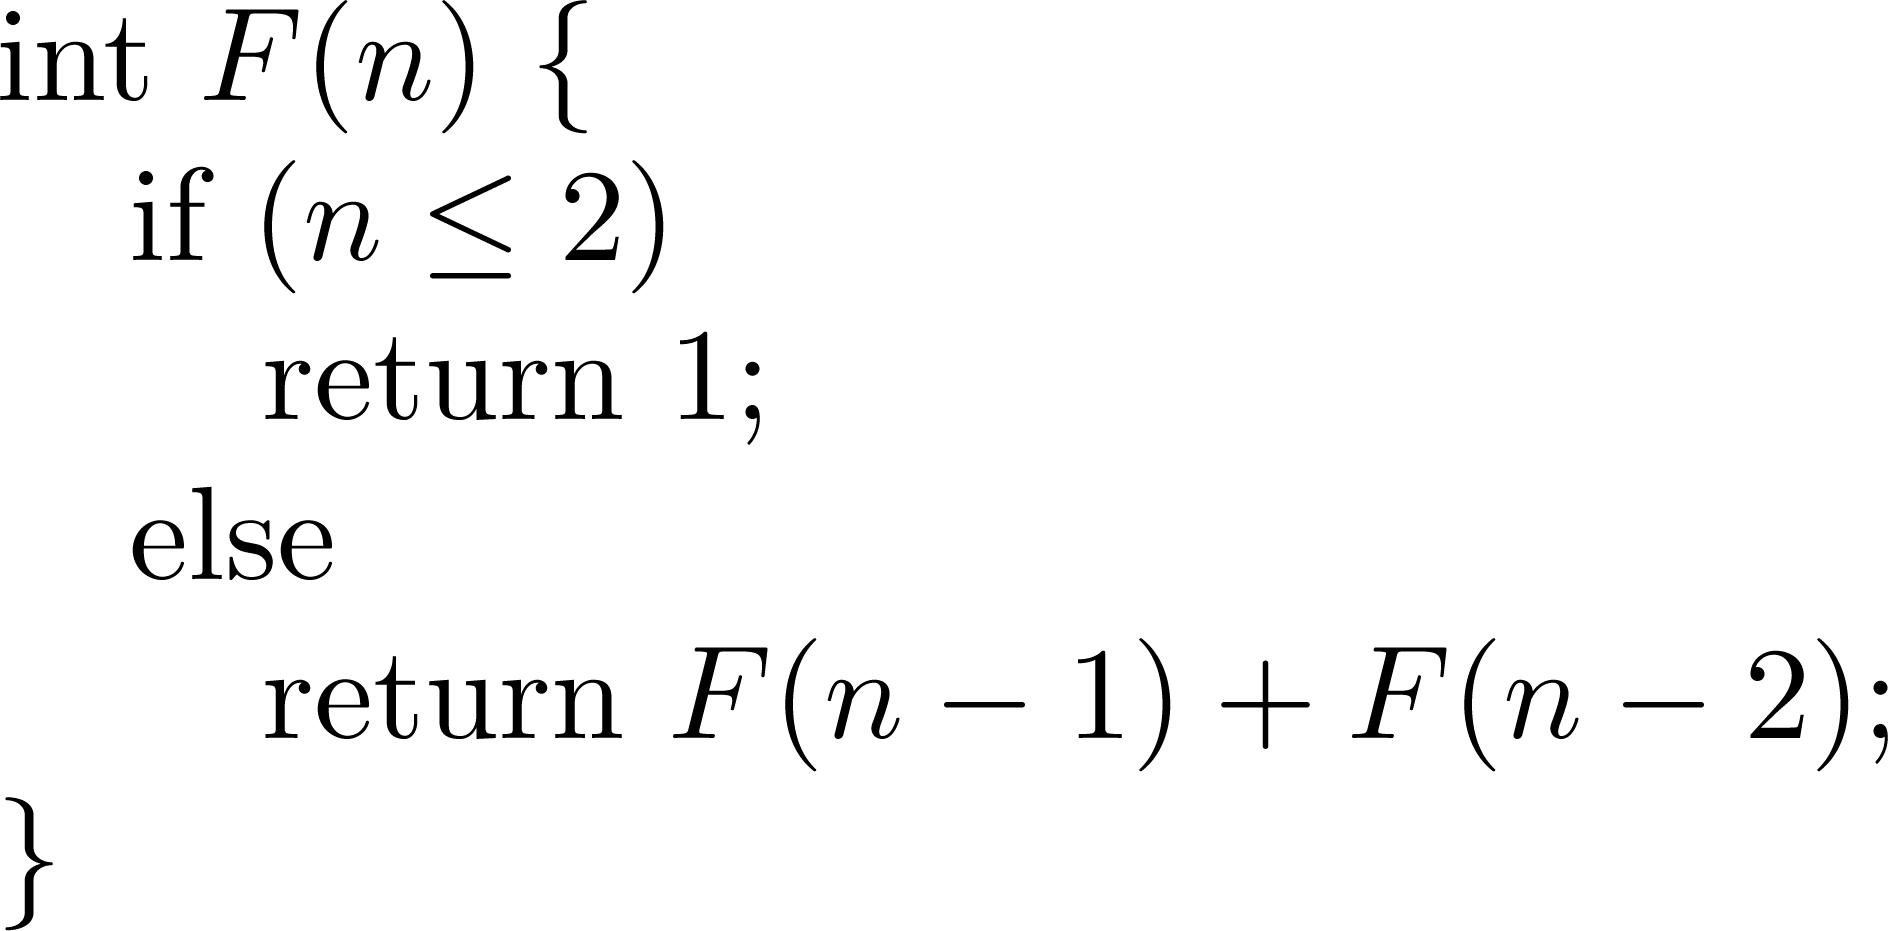 int F(n) {
if (n ≤ 2)
return 1;
else
return F(n − 1) + F(n − 2);
}